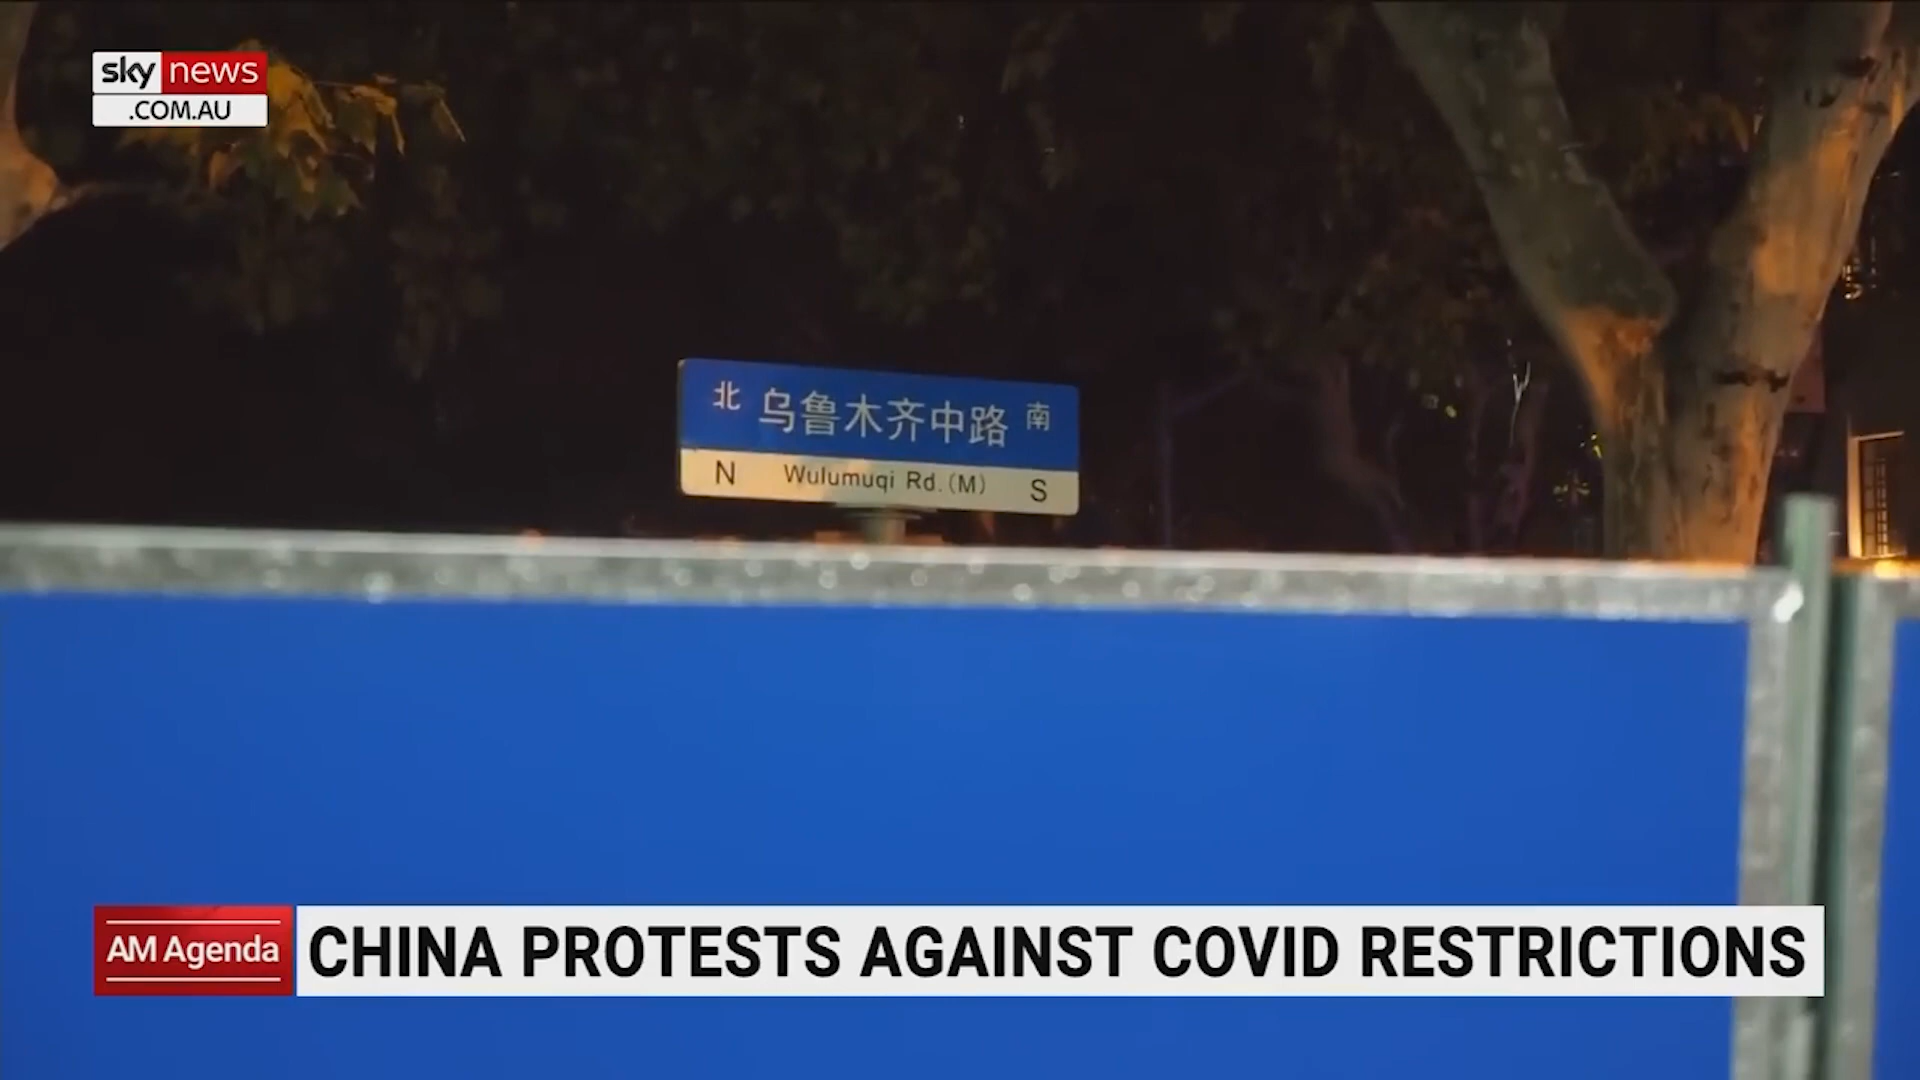 sky news
.COM.AU
北 乌鲁木齐中路 南
N Wulumuqi Rd.(M) S
AM Agenda
CHINA PROTESTS AGAINST COVID RESTRICTIONS